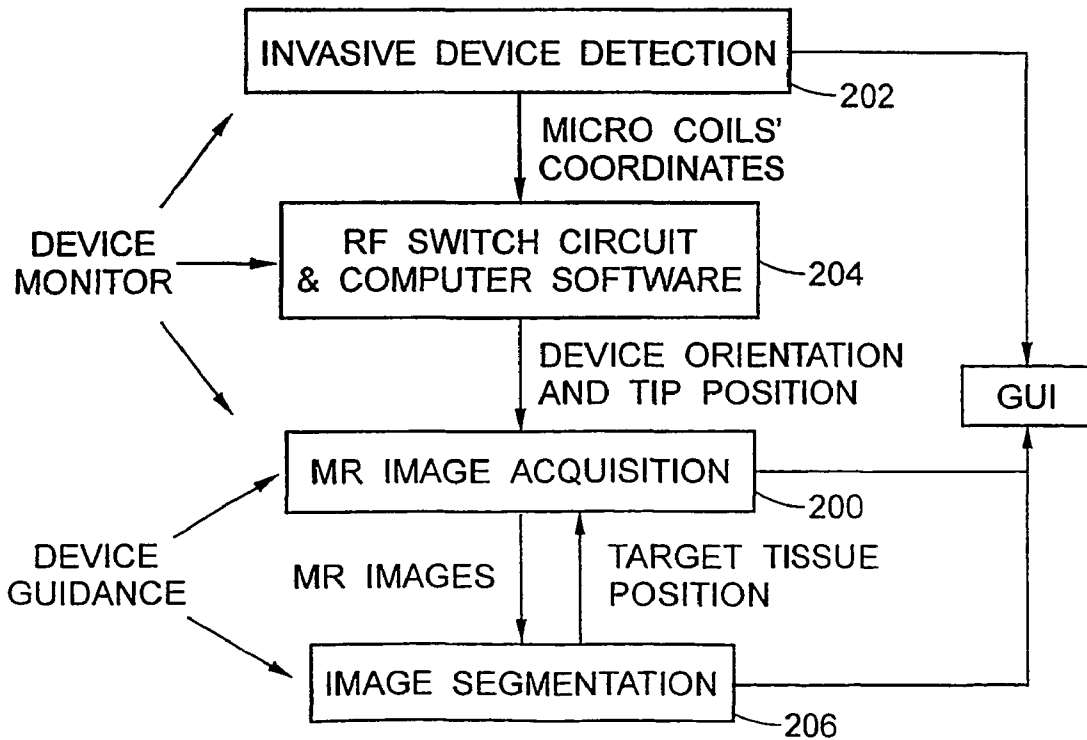 INVASIVE DEVICE DETECTION
202
MICRO COILS'
COORDINATES
DEVICE
MONITOR
RF SWITCH CIRCUIT
& COMPUTER SOFTWARE
204
DEVICE ORIENTATION
AND TIP POSITION
GUI
MR IMAGE ACQUISITION
200
DEVICE
GUIDANCE
MR IMAGES
TARGET TISSUE
POSITION
IMAGE SEGMENTATION
206